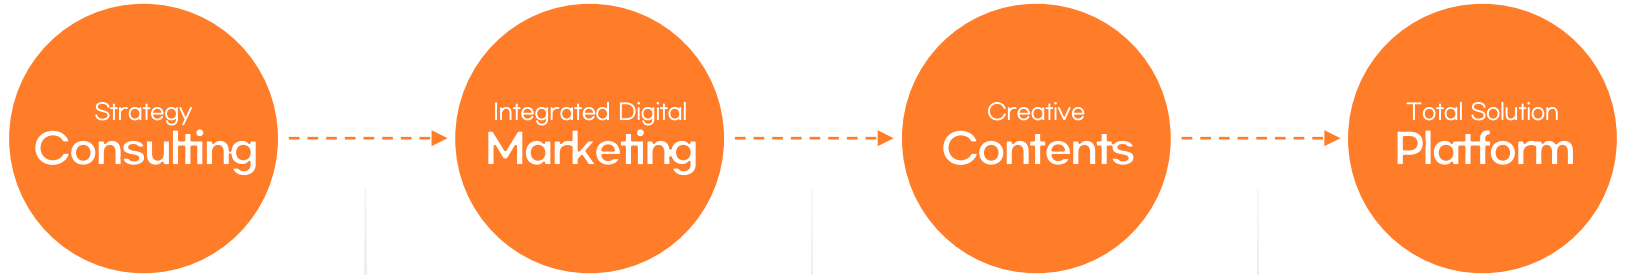 Strategy
Consulting
Integrated Digital
Marketing
Creative
Contents
Total Solution
Platform